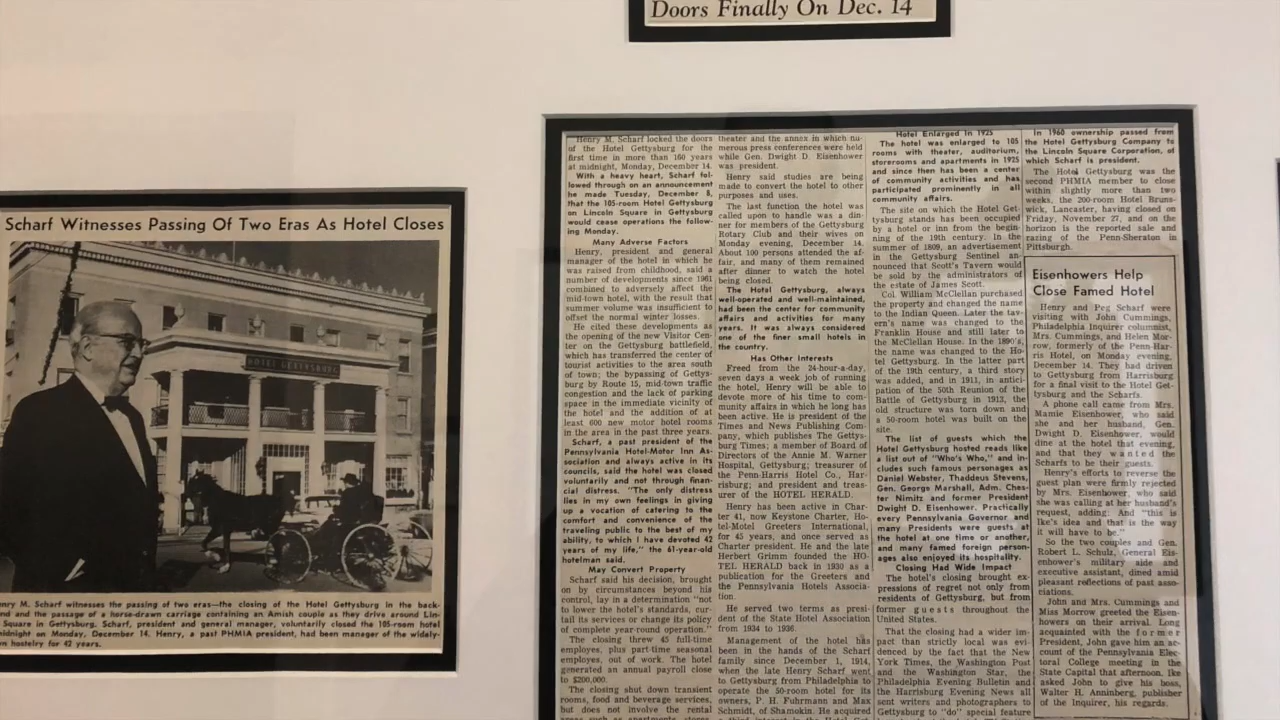 Doors Finally On Dec. 14
Scharf Witnesses Passing Of Two Eras As Hotel Closes
HOTEL GETTYSBURG
nry M. Scharf witnesses the passing of two eras—the closing of the Hotel Gettysburg in the back-
nd and the passage of a horse-drawn carriage containing an Amish couple as they drive around Lin-
Square in Gettysburg. Scharf, president and general manager, voluntarily closed the 105-room hotel
idnight on Monday, December 14. Henry, a past PHMIA president, had been manager of the widely-
n hostelry for 42 years.
Henry M. Scharf locked the doors
of the Hotel Gettysburg for the
first time in more than 160 years
at midnight, Monday, December 14.
With a heavy heart, Scharf fol-
lowed through on an announcement
he made Tuesday, December 8,
that the 105-room Hotel Gettysburg
on Lincoln Square in Gettysburg
would cease operations the follow-
ing Monday.
Many Adverse Factors
Henry, president and general
manager of the hotel in which he
was raised from childhood, said a
number of developments since 1961
combined to adversely affect the
mid-town hotel, with the result that
summer volume was insufficient to
offset the normal winter losses.
He cited these developments as
the opening of the new Visitor Cen-
ter on the Gettysburg battlefield,
which has transferred the center of
tourist activities to the area south
of town; the bypassing of Gettys-
burg by Route 15, mid-town traffic
congestion and the lack of parking
space in the immediate vicinity of
the hotel and the addition of at
least 600 new motor hotel rooms
in the area in the past three years.
Scharf, a past president of the
Pennsylvania Hotel-Motor Inn As-
sociation and always active in its
councils, said the hotel was closed
voluntarily and not through finan-
cial distress. "The only distress
lies in my own feelings in giving
up a vocation of catering to the
comfort and convenience of the
traveling public to the best of my
ability, to which I have devoted 42
years of my life," the 61-year-old
hotelman said.
May Convert Property
Scharf said his decision, brought
on by circumstances beyond his
control, lay in a determination "not
to lower the hotel's standards, cur-
tail its services or change its policy
of complete year-round operation."
The closing threw 45 full-time
employes, plus part-time seasonal
employes, out of work. The hotel
generated an annual payroll close
to $200,000.
The closing shut down transient
rooms, food and beverage services,
but does not involve the rental
areas such as apartments, stores,
theater and the annex in which nu-
merous press conferences were held
while Gen. Dwight D. Eisenhower
was president.
Henry said studies are being
made to convert the hotel to other
purposes and uses.
The last function the hotel was
called upon to handle was a din-
ner for members of the Gettysburg
Rotary Club and their wives on
Monday evening, December 14.
About 100 persons attended the af-
fair, and many of them remained
after dinner to watch the hotel
being closed.
The Hotel Gettysburg, always
well-operated and well-maintained,
had been the center for community
affairs and activities for many
years. It was always considered
one of the finer small hotels in
the country.
Has Other Interests
Freed from the 24-hour-a-day,
seven days a week job of running
the hotel, Henry will be able to
devote more of his time to com-
munity affairs in which he long has
been active. He is president of the
Times and News Publishing Com-
pany, which publishes The Gettys-
burg Times; a member of Board of
Directors of the Annie M. Warner
Hospital, Gettysburg; treasurer of
the Penn-Harris Hotel Co., Har-
risburg; and president and treas-
urer of the HOTEL HERALD.
Henry has been active in Char-
ter 41, now Keystone Charter, Ho-
tel-Motel Greeters International,
for 45 years, and once served as
Charter president. He and the late
Herbert Grimm founded the HO-
TEL HERALD back in 1930 as a
publication for the Greeters and
the Pennsylvania Hotels Associa-
tion.
He served two terms as presi-
dent of the State Hotel Association
from 1934 to 1936.
Management of the hotel has
been in the hands of the Scharf
family since December 1, 1914,
when the late Henry Scharf went
to Gettysburg from Philadelphia to
operate the 50-room hotel for its
owners, P. H. Fuhrmann and Max
Schmidt, of Shamokin. He acquired
Hotel Enlarged In 1925
The hotel was enlarged to 105
rooms with theater, auditorium,
storerooms and apartments in 1925
and since then has been a center
of community activities and has
participated prominently in all
community affairs.
The site on which the Hotel Get-
tysburg stands has been occupied
by a hotel or inn from the begin-
ning of the 19th century. In the
summer of 1809, an advertisement
in the Gettysburg Sentinel an-
nounced that Scott's Tavern would
be sold by the administrators of
the estate of James Scott.
Col. William McClellan purchased
the property and changed the name
to the Indian Queen. Later the tav-
ern's name was changed to the
Franklin House and still later to
the McClellan House. In the 1890's,
the name was changed to the Ho-
tel Gettysburg. In the latter part
of the 19th century, a third story
was added, and in 1911, in antici-
pation of the 50th Reunion of the
Battle of Gettysburg in 1913, the
old structure was torn down and
a 50-room hotel was built on the
site.
The list of guests which the
Hotel Gettysburg hosted reads like
a list out of "Who's Who," and in-
cludes such famous personages as
Daniel Webster, Thaddeus Stevens,
Gen. George Marshall, Adm. Ches-
ter Nimitz and former President
Dwight D. Eisenhower. Practically
every Pennsylvania Governor and
many Presidents were guests at
the hotel at one time or another,
and many famed foreign person-
ages also enjoyed its hospitality.
Closing Had Wide Impact
The hotel's closing brought ex-
pressions of regret not only from
residents of Gettysburg, but from
former guests throughout the
United States.
That the closing had a wider im-
pact than strictly local was evi-
denced by the fact that the New
York Times, the Washington Post
and the Washington Star, the
Philadelphia Evening Bulletin and
the Harrisburg Evening News all
sent writers and photographers to
Gettysburg to "do" special feature
In 1960 ownership passed from
the Hotel Gettysburg Company to
the Lincoln Square Corporation, of
which Scharf is president.
The Hotel Gettysburg was the
second PHMIA member to close
within slightly more than two
weeks, the 200-room Hotel Bruns-
wick, Lancaster, having closed on
Friday, November 27, and on the
horizon is the reported sale and
razing of the Penn-Sheraton in
Pittsburgh.
Eisenhowers Help
Close Famed Hotel
Henry and Peg Scharf were
visiting with John Cummings,
Philadelphia Inquirer columnist,
Mrs. Cummings, and Helen Mor-
row, formerly of the Penn-Har-
ris Hotel, on Monday evening,
December 14. They had driven
to Gettysburg from Harrisburg
for a final visit to the Hotel Get-
tysburg and the Scharfs.
A phone call came from Mrs.
Mamie Eisenhower, who said
she and her husband, Gen.
Dwight D. Eisenhower, would
dine at the hotel that evening,
and that they wanted the
Scharfs to be their guests.
Henry's efforts to reverse the
guest plan were firmly rejected
by Mrs. Eisenhower, who said
she was calling at her husband's
request, adding: And "this is
Ike's idea and that is the way
it will have to be."
So the two couples and Gen.
Robert L. Schulz, General Eis-
enhower's military aide and
executive assistant, dined amid
pleasant reflections of past asso-
ciations.
John and Mrs. Cummings and
Miss Morrow greeted the Eisen-
howers on their arrival. Long
acquainted with the former
President, John gave him an ac-
count of the Pennsylvania Elec-
toral College meeting in the
State Capitol that afternoon. Ike
asked John to give his boss,
Walter H. Anninberg, publisher
of the Inquirer, his regards.